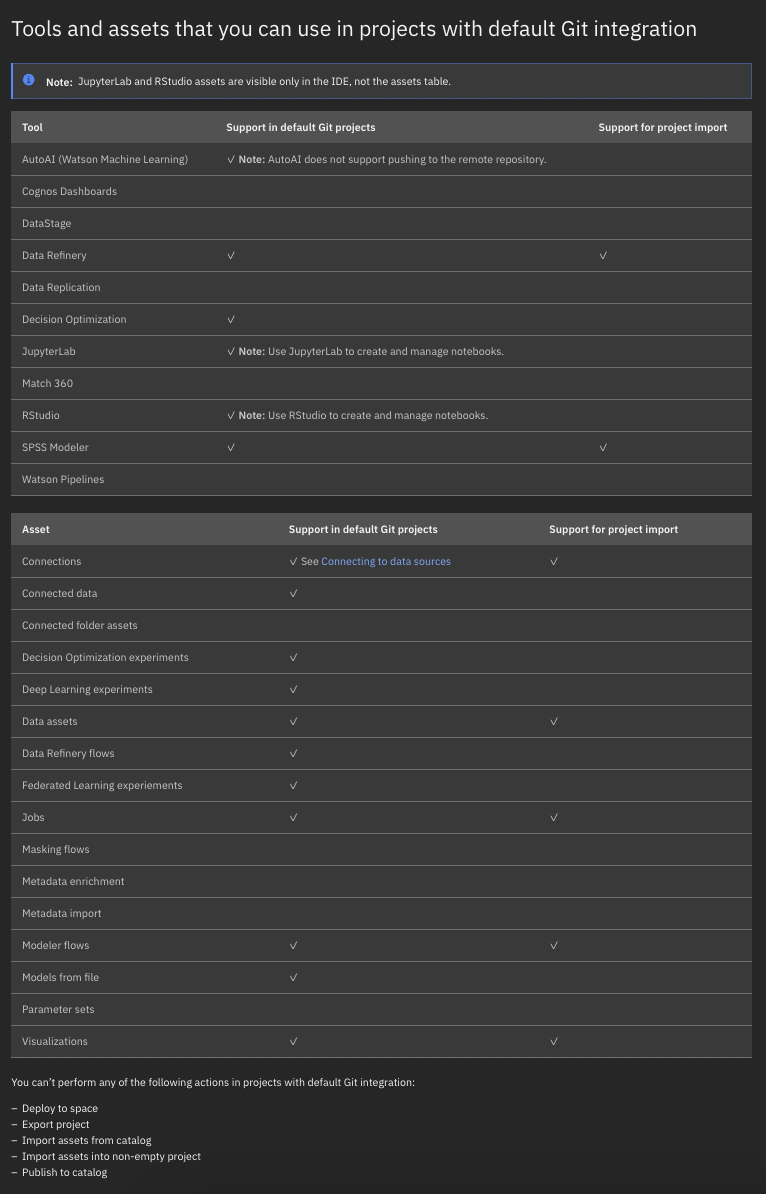 Tools and assets that you can use in projects with default Git integration
Note: JupyterLab and RStudio assets are visible only in the IDE, not the assets table.
Tool Support in default Git projects Support for project import
AutoAI (Watson Machine Learning) ✓ Note: AutoAI does not support pushing to the remote repository.
Cognos Dashboards
DataStage
Data Refinery ✓ ✓
Data Replication
Decision Optimization ✓
JupyterLab ✓ Note: Use JupyterLab to create and manage notebooks.
Match 360
RStudio ✓ Note: Use RStudio to create and manage notebooks.
SPSS Modeler ✓ ✓
Watson Pipelines
Asset Support in default Git projects Support for project import
Connections ✓ See Connecting to data sources ✓
Connected data ✓
Connected folder assets
Decision Optimization experiments ✓
Deep Learning experiments ✓
Data assets ✓ ✓
Data Refinery flows ✓
Federated Learning experiements ✓
Jobs ✓ ✓
Masking flows
Metadata enrichment
Metadata import
Modeler flows ✓ ✓
Models from file ✓
Parameter sets
Visualizations ✓ ✓
You can't perform any of the following actions in projects with default Git integration:
– Deploy to space
– Export project
– Import assets from catalog
– Import assets into non-empty project
– Publish to catalog